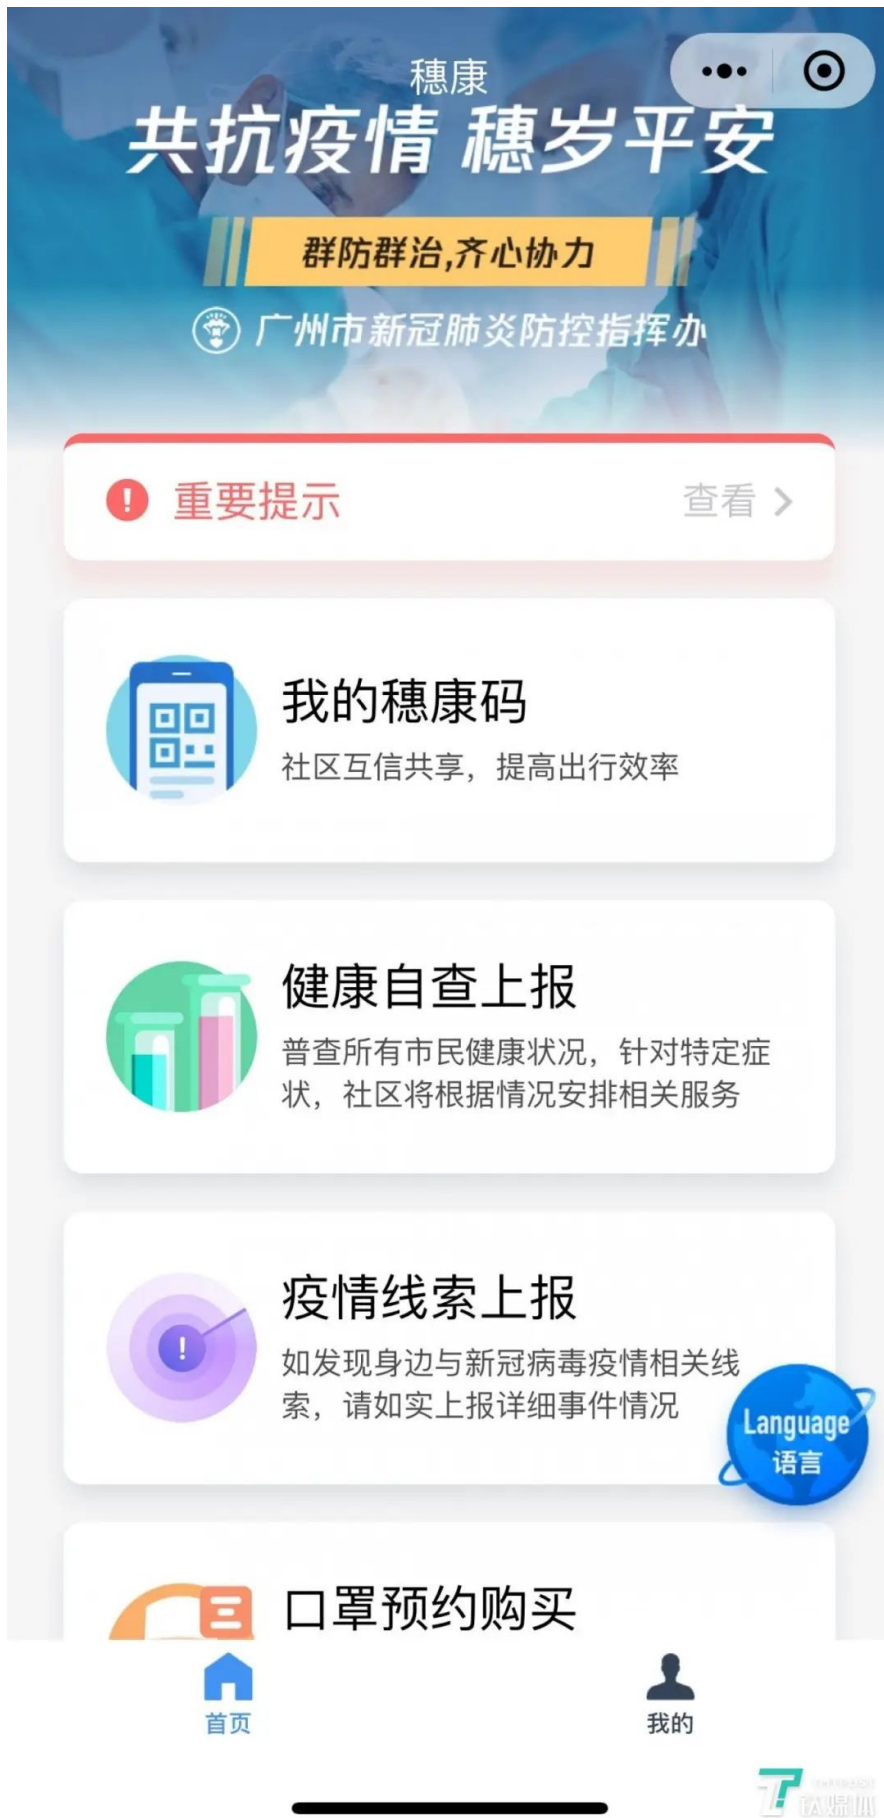 穗康
共抗疫情 穗岁平安
群防群治,齐心协力
广州市新冠肺炎防控指挥办
重要提示
查看
我的穗康码
社区互信共享，提高出行效率
健康自查上报
普查所有市民健康状况，针对特定症
状，社区将根据情况安排相关服务
疫情线索上报
如发现身边与新冠病毒疫情相关线
索，请如实上报详细事件情况
Language
语言
口罩预约购买
首页
我的
TMTPOST
钛媒体